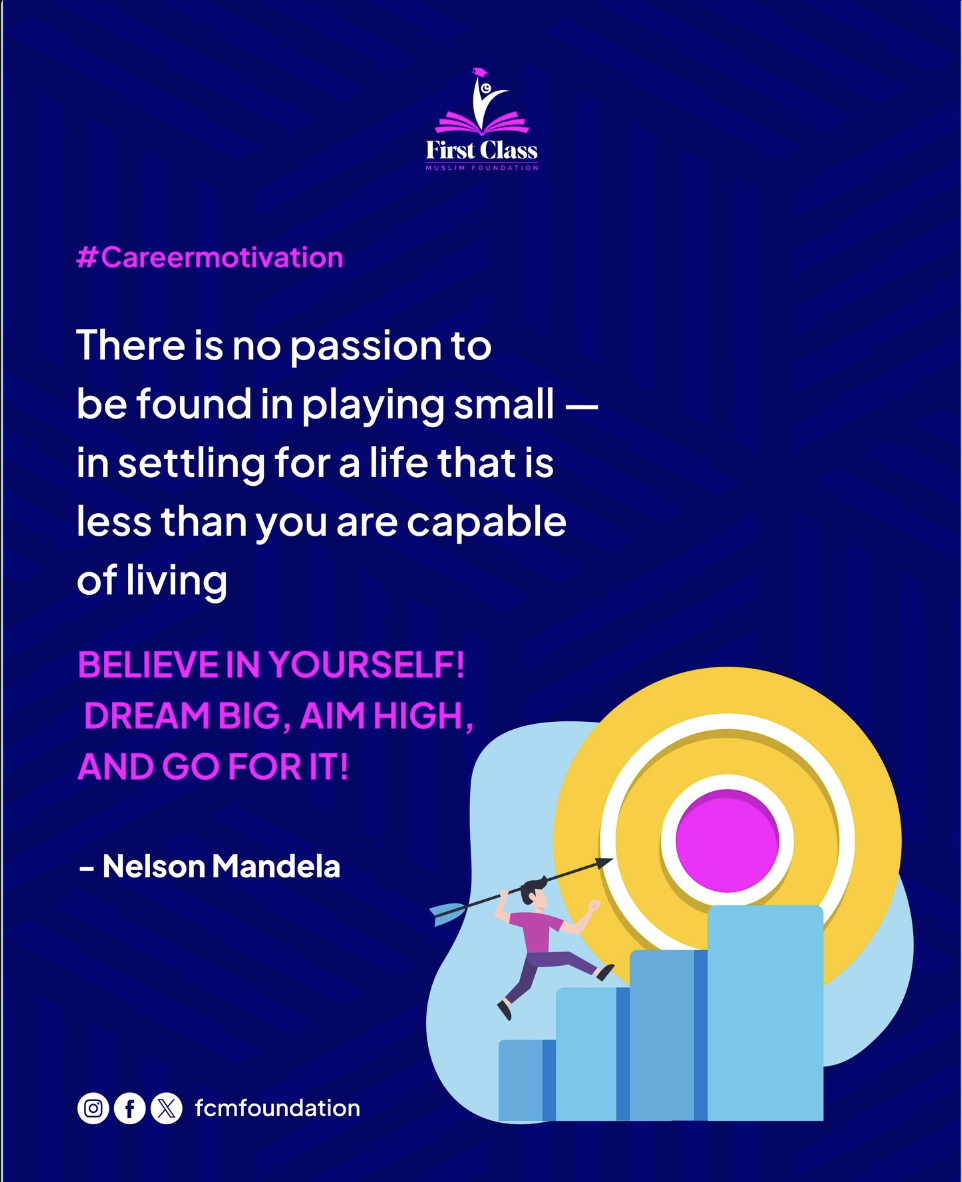 First Class
MUSLIM FOUNDATION
#Careermotivation
There is no passion to
be found in playing small —
in settling for a life that is
less than you are capable
of living
BELIEVE IN YOURSELF!
DREAM BIG, AIM HIGH,
AND GO FOR IT!
– Nelson Mandela
fcmfoundation